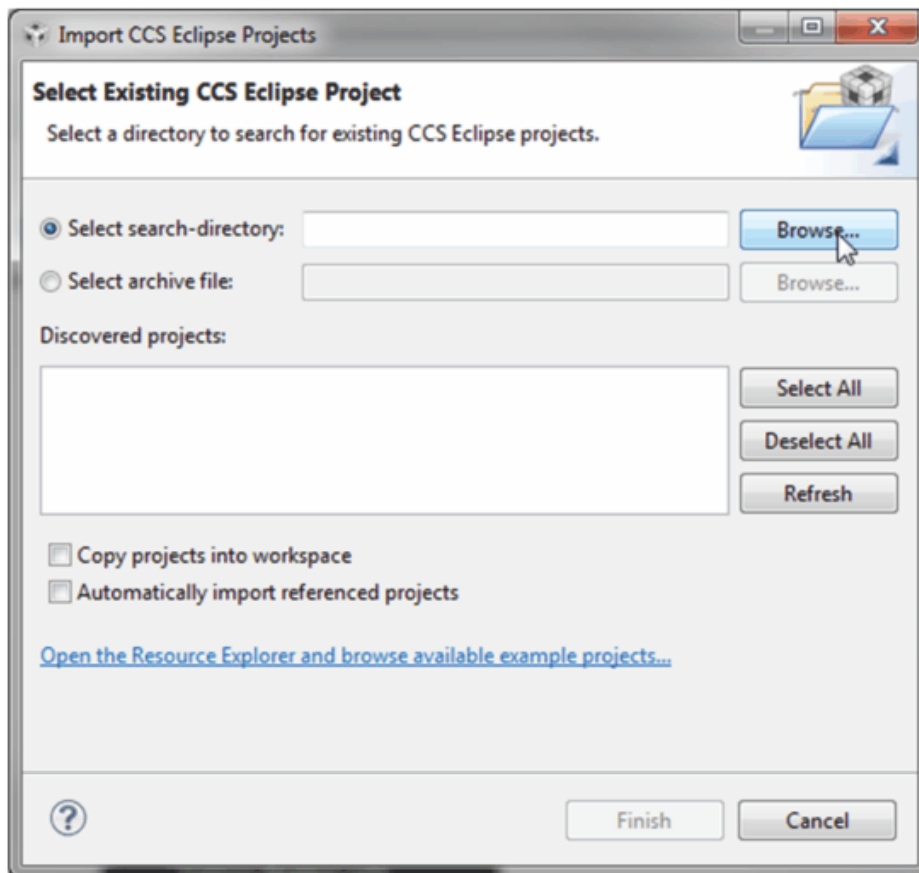 Import CCS Eclipse Projects
Select Existing CCS Eclipse Project
Select a directory to search for existing CCS Eclipse projects.
Select search-directory: Browse...
Select archive file: Browse...
Discovered projects:
Select All
Deselect All
Refresh
Copy projects into workspace
Automatically import referenced projects
Open the Resource Explorer and browse available example projects...
? Finish Cancel